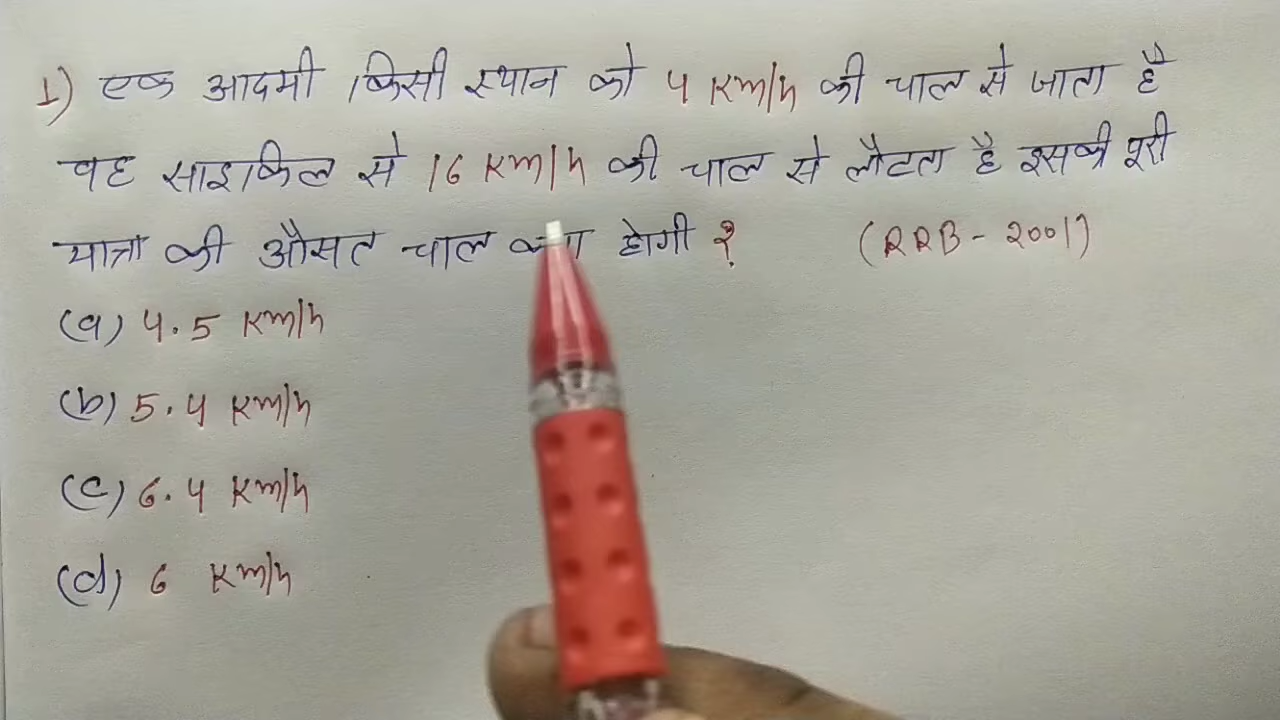 1) एक आदमी किसी स्थान को 4 Km/h की चाल से जाता है
वह साइकिल से 16 Km/h की चाल से लौटता है इसकी पूरी
यात्रा की औसत चाल क्या होगी ? (RRB - 2001)
(a) 4.5 Km/h
(b) 5.4 Km/h
(c) 6.4 Km/h
(d) 6 Km/h